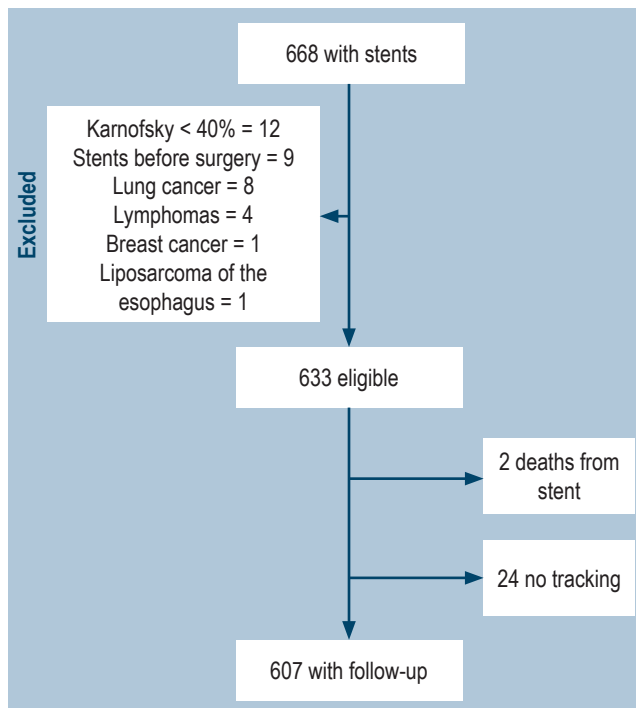 668 with stents
Excluded
Karnofsky < 40% = 12
Stents before surgery = 9
Lung cancer = 8
Lymphomas = 4
Breast cancer = 1
Liposarcoma of the
esophagus = 1
633 eligible
2 deaths from
stent
24 no tracking
607 with follow-up